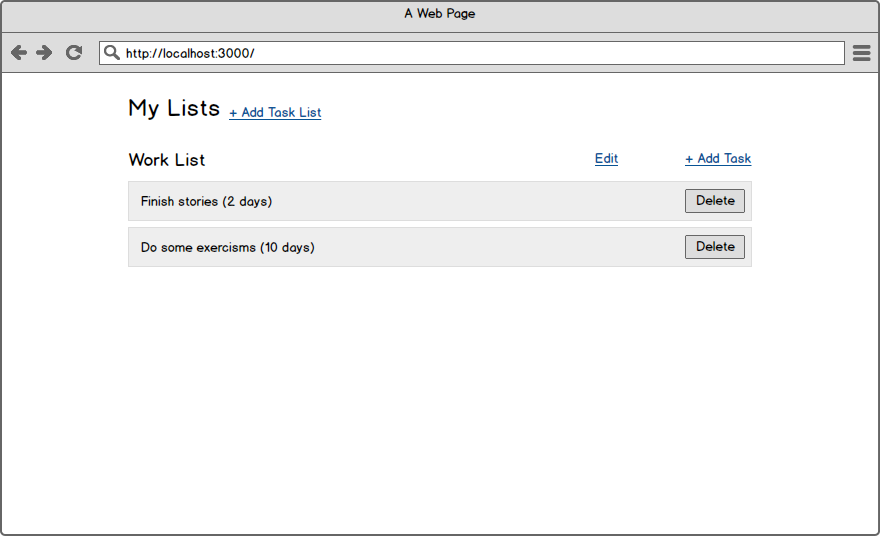 A Web Page
http://localhost:3000/
My Lists + Add Task List
Work List Edit + Add Task
Finish stories (2 days) Delete
Do some exercisms (10 days) Delete